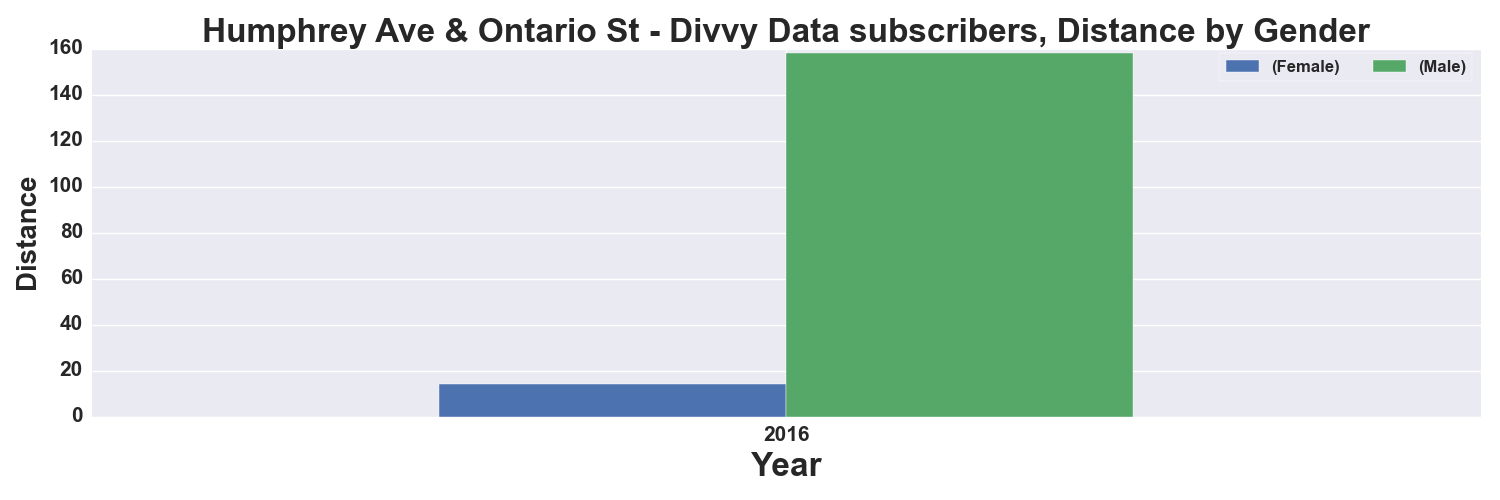 Humphrey Ave & Ontario St - Divvy Data subscribers, Distance by Gender
(Female) (Male)
160
140
120
100
80
60
40
20
0
Distance
2016
Year